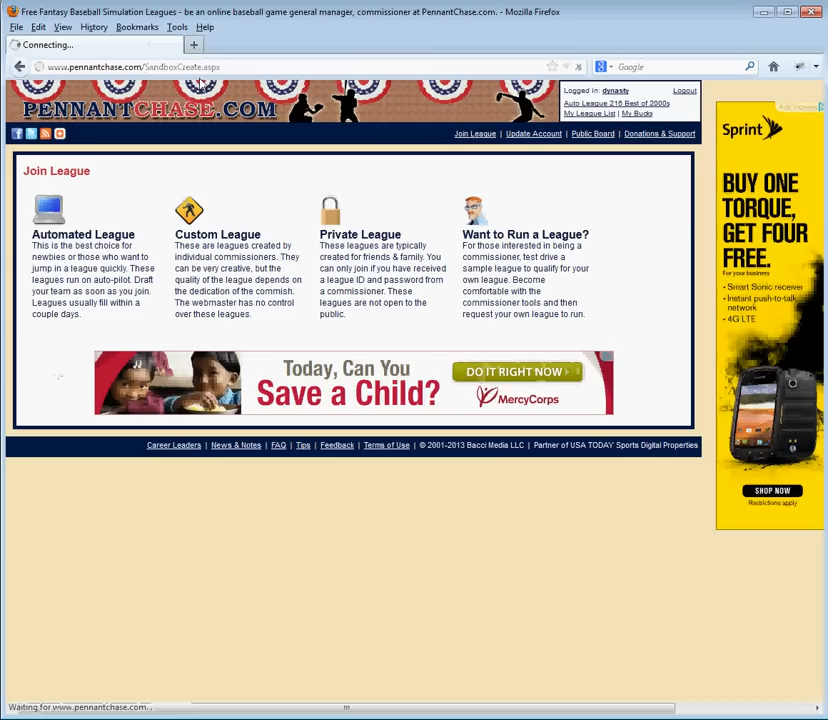 Free Fantasy Baseball Simulation Leagues - be an online baseball game general manager, commissioner at PennantChase.com. - Mozilla Firefox
File Edit View History Bookmarks Tools Help
Connecting...
www.pennantchase.com/SandboxCreate.aspx
Google
PENNANTCHASE.COM
Logged in: dynasty Logout
Auto League 216 Best of 2000s
My League List | My Bucks
Join League | Update Account | Public Board | Donations & Support
Join League
Automated League
This is the best choice for
newbies or those who want to
jump in a league quickly. These
leagues run on auto-pilot. Draft
your team as soon as you join.
Leagues usually fill within a
couple days.
Custom League
These are leagues created by
individual commissioners. They
can be very creative, but the
quality of the league depends on
the dedication of the commish.
The webmaster has no control
over these leagues.
Private League
These leagues are typically
created for friends & family. You
can only join if you have received
a league ID and password from
a commissioner. These
leagues are not open to the
public.
Want to Run a League?
For those interested in being a
commissioner, test drive a
sample league to qualify for your
own league. Become
comfortable with the
commissioner tools and then
request your own league to run.
Today, Can You
Save a Child?
DO IT RIGHT NOW >
MercyCorps
Career Leaders | News & Notes | FAQ | Tips | Feedback | Terms of Use | © 2001-2013 Bacci Media LLC | Partner of USA TODAY Sports Digital Properties
Sprint
BUY ONE
TORQUE,
GET FOUR
FREE.
For your business
• Smart Sonic receiver
• Instant push-to-talk
network
• 4G LTE
SHOP NOW
Restrictions apply
Waiting for www.pennantchase.com...